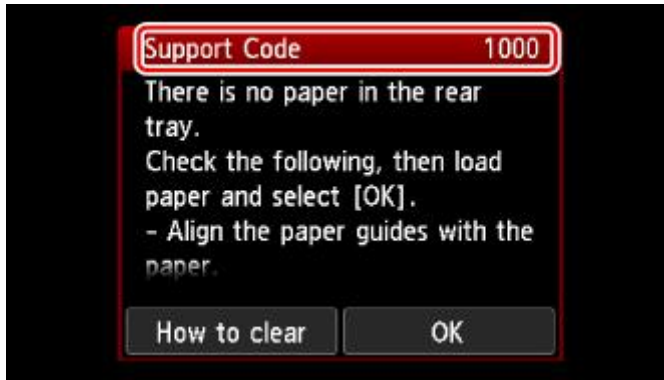 Support Code 1000
There is no paper in the rear
tray.
Check the following, then load
paper and select [OK].
- Align the paper guides with the
paper.
How to clear OK